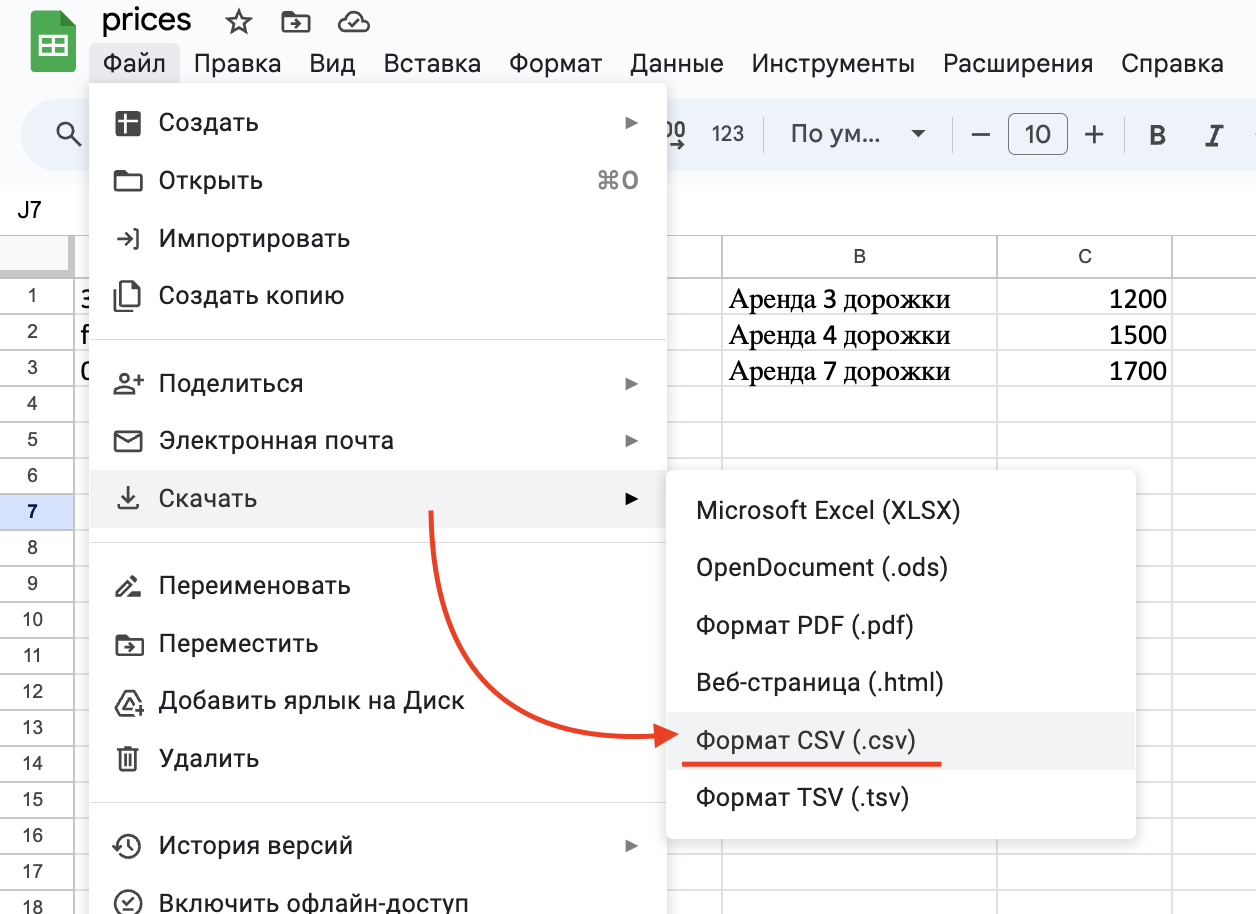 prices
Файл Правка Вид Вставка Формат Данные Инструменты Расширения Справка
123 По ум... 10 B I
J7
Создать
Открыть ⌘O
Импортировать
Создать копию
Поделиться
Электронная почта
Скачать
Переименовать
Переместить
Добавить ярлык на Диск
Удалить
История версий
Включить офлайн-доступ
Microsoft Excel (XLSX)
OpenDocument (.ods)
Формат PDF (.pdf)
Веб-страница (.html)
Формат CSV (.csv)
Формат TSV (.tsv)
B C
1 Аренда 3 дорожки 1200
2 Аренда 4 дорожки 1500
3 Аренда 7 дорожки 1700
4
5
6
7
8
9
10
11
12
13
14
15
16
17
18